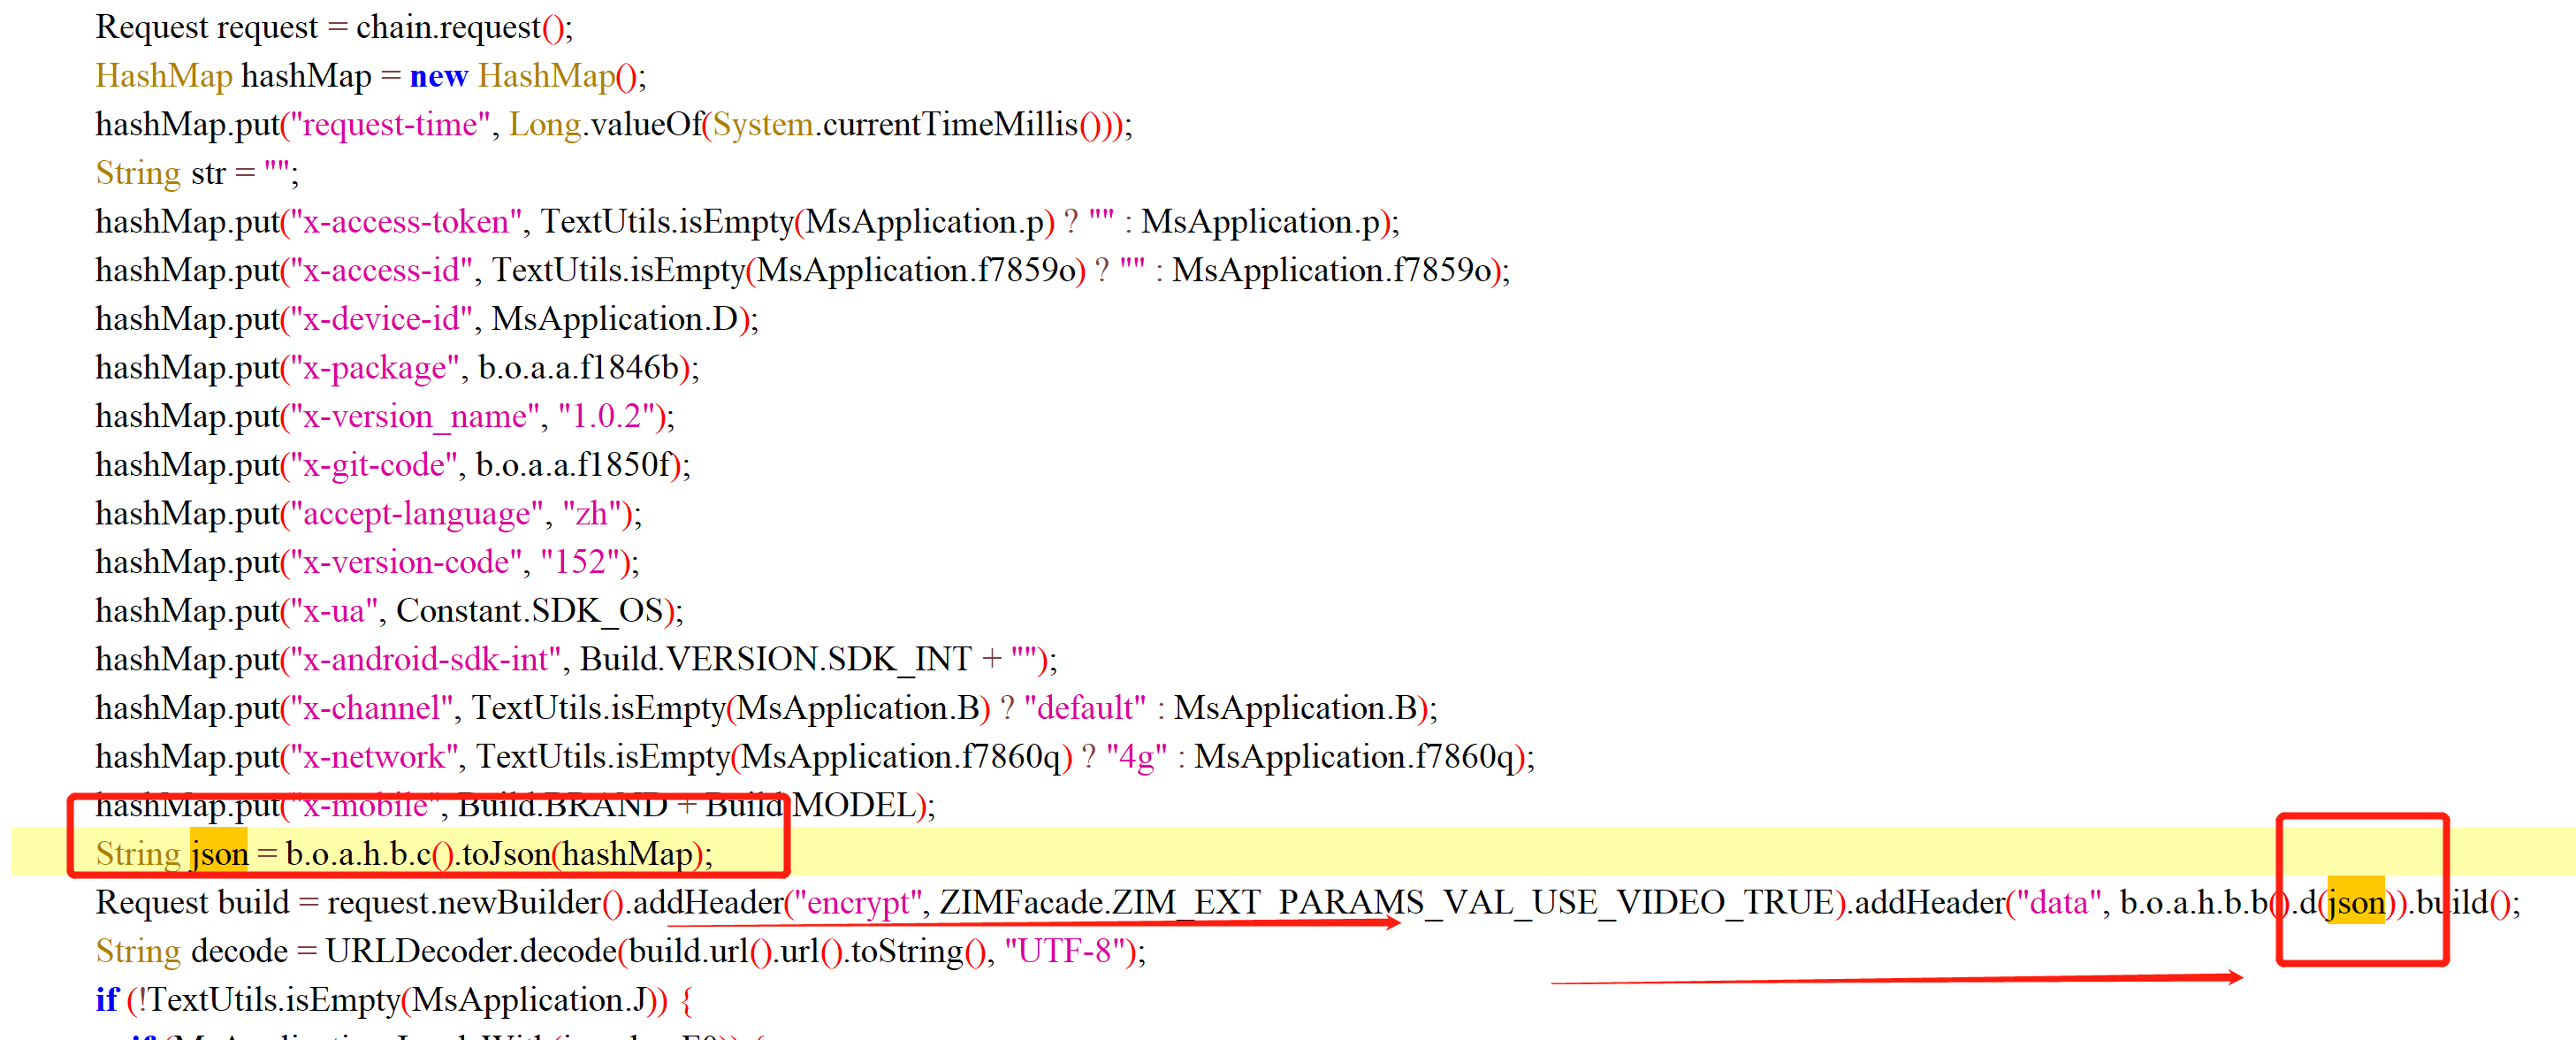 Request request = chain.request();
HashMap hashMap = new HashMap();
hashMap.put("request-time", Long.valueOf(System.currentTimeMillis()));
String str = "";
hashMap.put("x-access-token", TextUtils.isEmpty(MsApplication.p) ? "" : MsApplication.p);
hashMap.put("x-access-id", TextUtils.isEmpty(MsApplication.f7859o) ? "" : MsApplication.f7859o);
hashMap.put("x-device-id", MsApplication.D);
hashMap.put("x-package", b.o.a.a.f1846b);
hashMap.put("x-version_name", "1.0.2");
hashMap.put("x-git-code", b.o.a.a.f1850f);
hashMap.put("accept-language", "zh");
hashMap.put("x-version-code", "152");
hashMap.put("x-ua", Constant.SDK_OS);
hashMap.put("x-android-sdk-int", Build.VERSION.SDK_INT + "");
hashMap.put("x-channel", TextUtils.isEmpty(MsApplication.B) ? "default" : MsApplication.B);
hashMap.put("x-network", TextUtils.isEmpty(MsApplication.f7860q) ? "4g" : MsApplication.f7860q);
hashMap.put("x-mobile", Build.BRAND + Build.MODEL);
String json = b.o.a.h.b.c().toJson(hashMap);
Request build = request.newBuilder().addHeader("encrypt", ZIMFacade.ZIM_EXT_PARAMS_VAL_USE_VIDEO_TRUE).addHeader("data", b.o.a.h.b.b().d(json)).build();
String decode = URLDecoder.decode(build.url().url().toString(), "UTF-8");
if (!TextUtils.isEmpty(MsApplication.J)) {